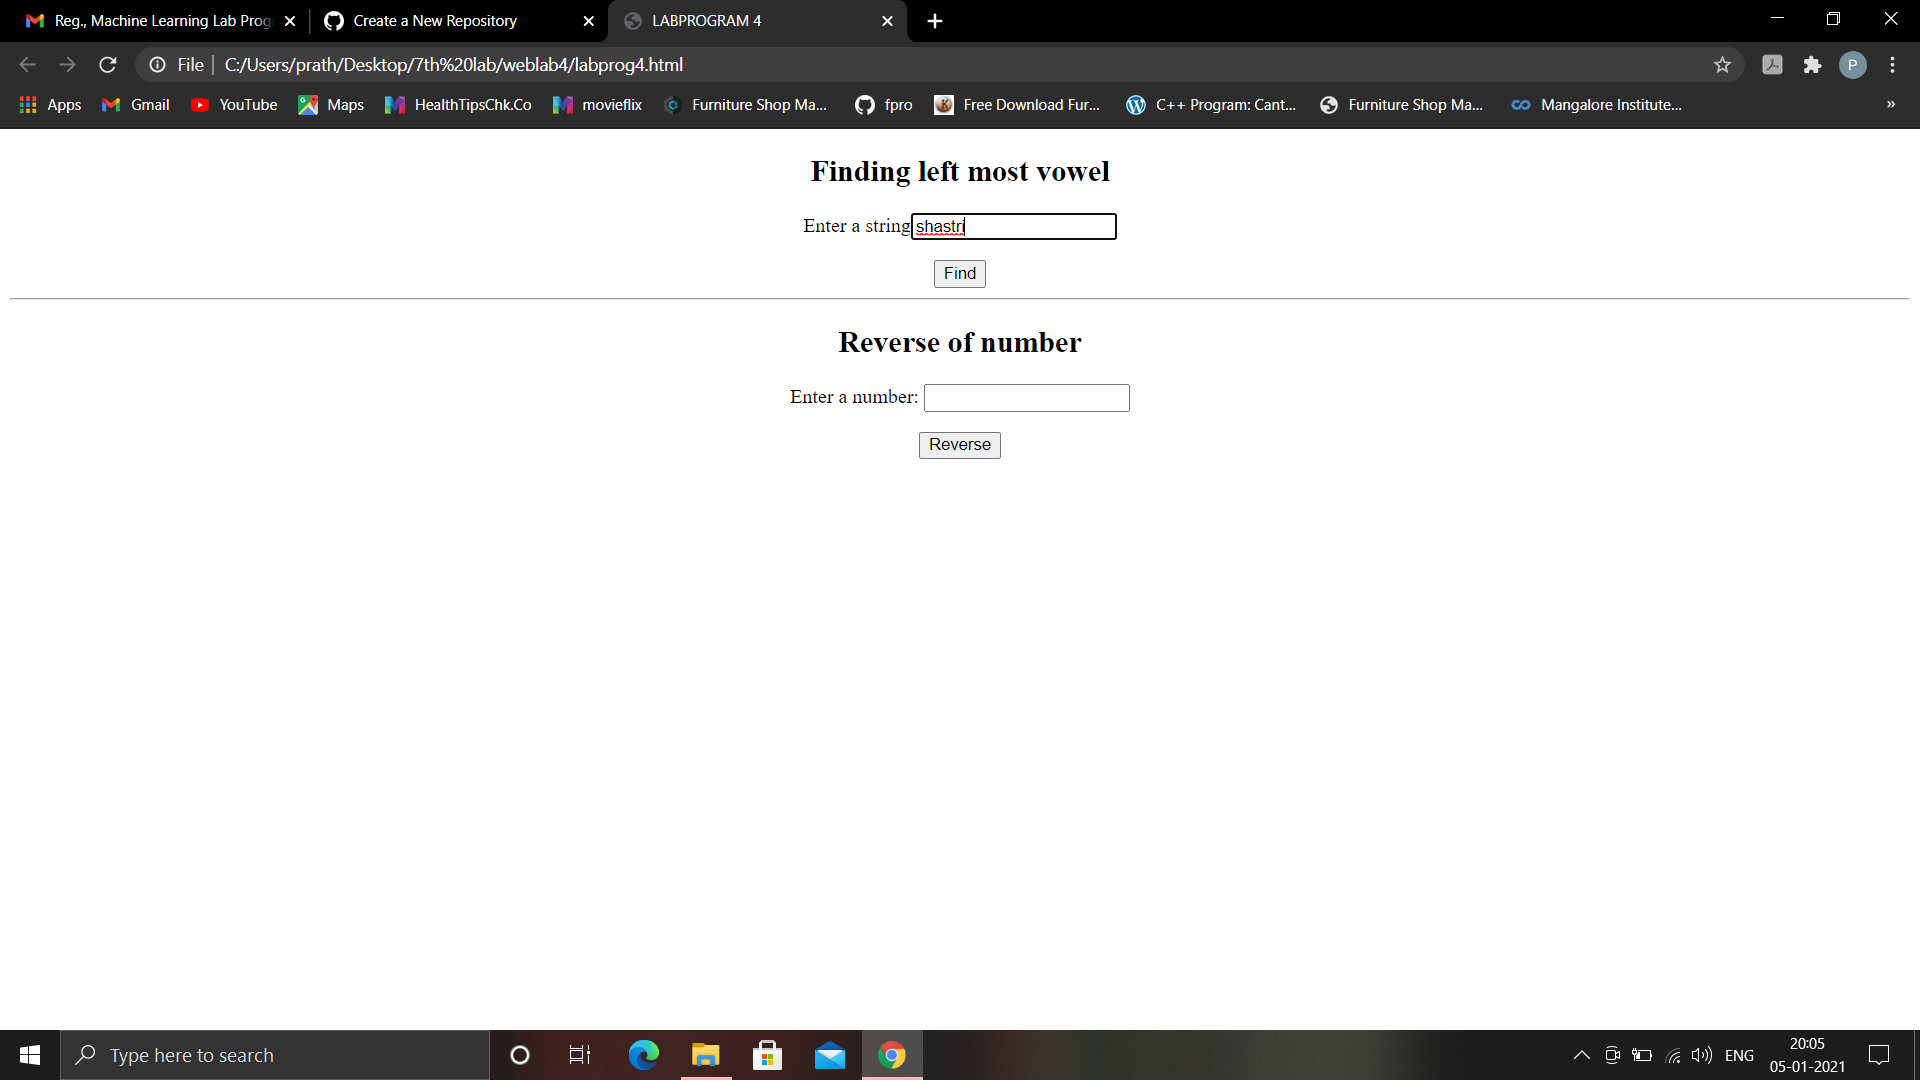 Reg., Machine Learning Lab Prog
Create a New Repository
LABPROGRAM 4
File
C:/Users/prath/Desktop/7th%20lab/weblab4/labprog4.html
P
Apps
Gmail
YouTube
Maps
HealthTipsChk.Co
movieflix
Furniture Shop Ma...
fpro
Free Download Fur...
C++ Program: Cant...
Furniture Shop Ma...
Mangalore Institute...
»
Finding left most vowel
Enter a string shastri
Find
Reverse of number
Enter a number:
Reverse
Type here to search
ENG
20:05
05-01-2021